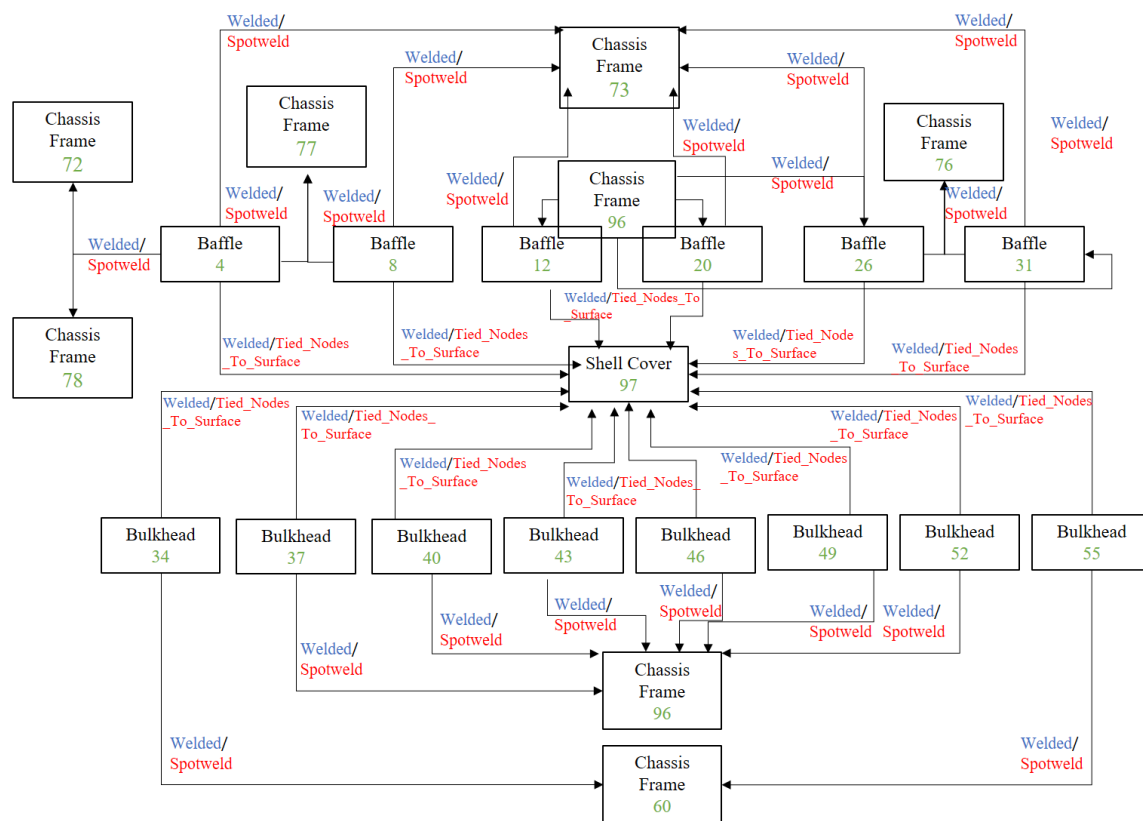 Welded/
Spotweld
Welded/
Spotweld
Chassis
Frame
73
Welded/
Spotweld
Welded/
Spotweld
Chassis
Frame
72
Chassis
Frame
77
Chassis
Frame
76
Welded/
Spotweld
Welded/
Spotweld
Welded/
Spotweld
Welded/
Spotweld
Chassis
Frame
96
Welded/
Spotweld
Welded/
Spotweld
Welded/
Spotweld
Welded/
Spotweld
Welded/
Spotweld
Baffle
4
Baffle
8
Baffle
12
Baffle
20
Baffle
26
Baffle
31
Chassis
Frame
78
Welded/Tied_Nodes
_To_Surface
Welded/Tied_Nodes
_To_Surface
Welded/Tied_Nodes_To
_Surface
Welded/Tied_Node
s_To_Surface
Welded/Tied_Nodes
_To_Surface
Shell Cover
97
Welded/Tied_Nodes
_To_Surface
Welded/Tied_Nodes_
To_Surface
Welded/Tied_Nodes
_To_Surface
Welded/Tied_Nodes_
To_Surface
Welded/Tied_Nodes
_To_Surface
Welded/Tied_Nodes
_To_Surface
Welded/Tied_Nodes
_To_Surface
Bulkhead
34
Bulkhead
37
Bulkhead
40
Bulkhead
43
Bulkhead
46
Bulkhead
49
Bulkhead
52
Bulkhead
55
Welded/
Spotweld
Welded/
Spotweld
Welded/
Spotweld
Welded/
Spotweld
Welded/
Spotweld
Welded/
Spotweld
Chassis
Frame
96
Welded/
Spotweld
Welded/
Spotweld
Chassis
Frame
60